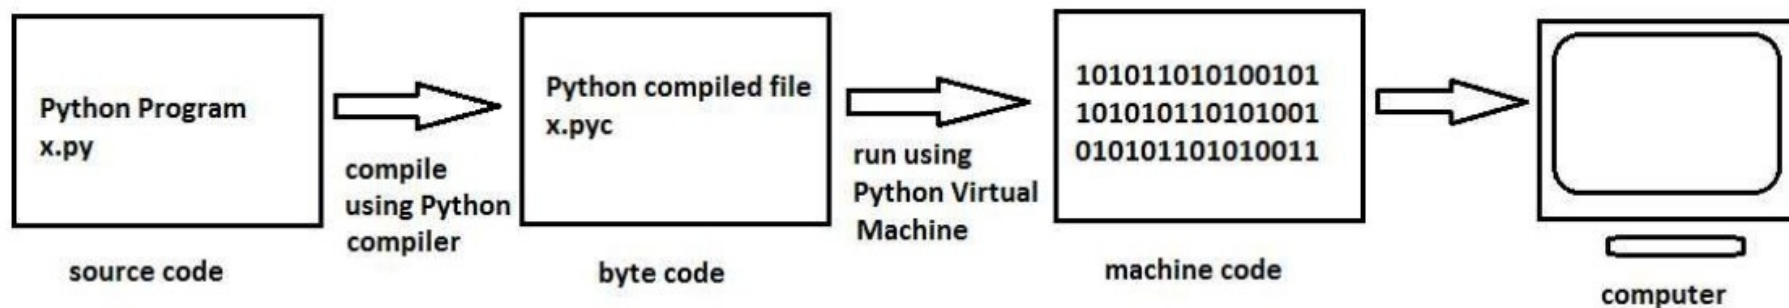 Python Program
x.py
source code
compile
using Python
compiler
Python compiled file
x.pyc
byte code
run using
Python Virtual
Machine
101011010100101
101010110101001
010101101010011
machine code
computer